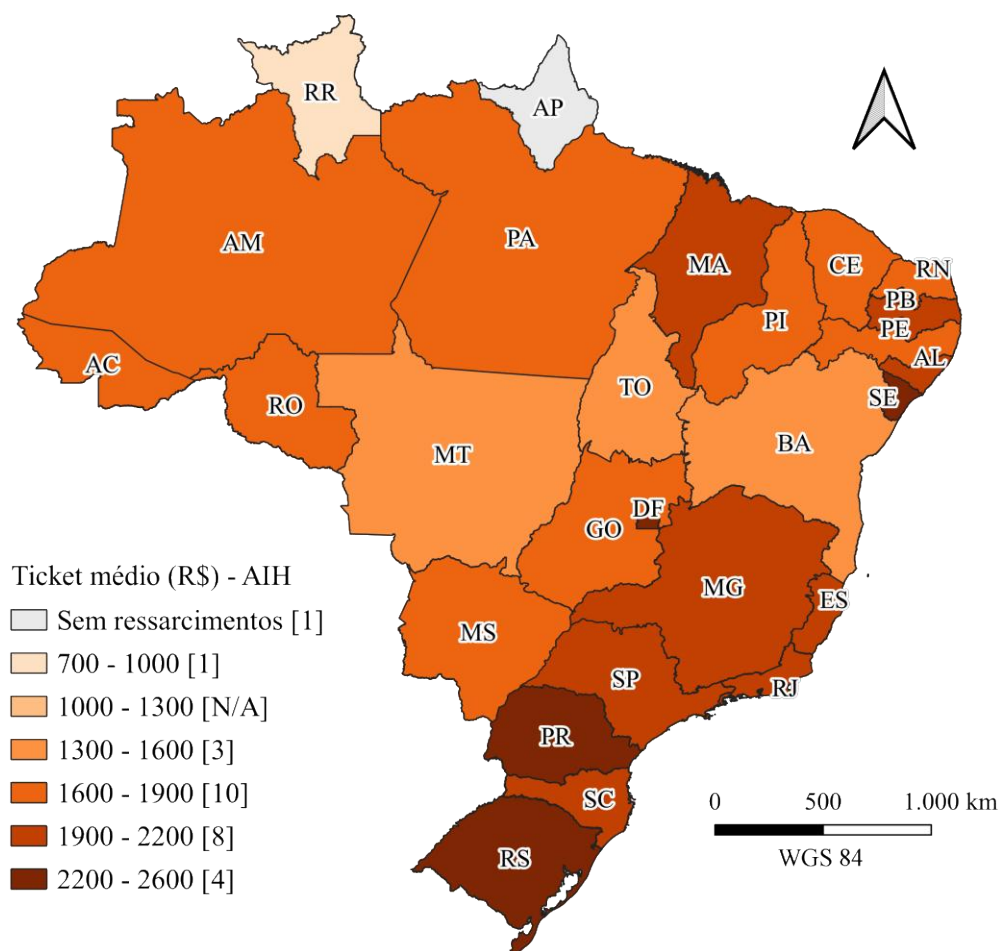 RR
AP
AM
PA
MA
CE
RN
PB
PI
PE
AC
AL
TO
SE
RO
BA
MT
DF
GO
Ticket médio (R$) - AIH
MG
ES
Sem ressarcimentos [1]
MS
700 - 1000 [1]
SP
RJ
1000 - 1300 [N/A]
PR
1300 - 1600 [3]
1600 - 1900 [10]
SC
0 500 1.000 km
1900 - 2200 [8]
WGS 84
RS
2200 - 2600 [4]